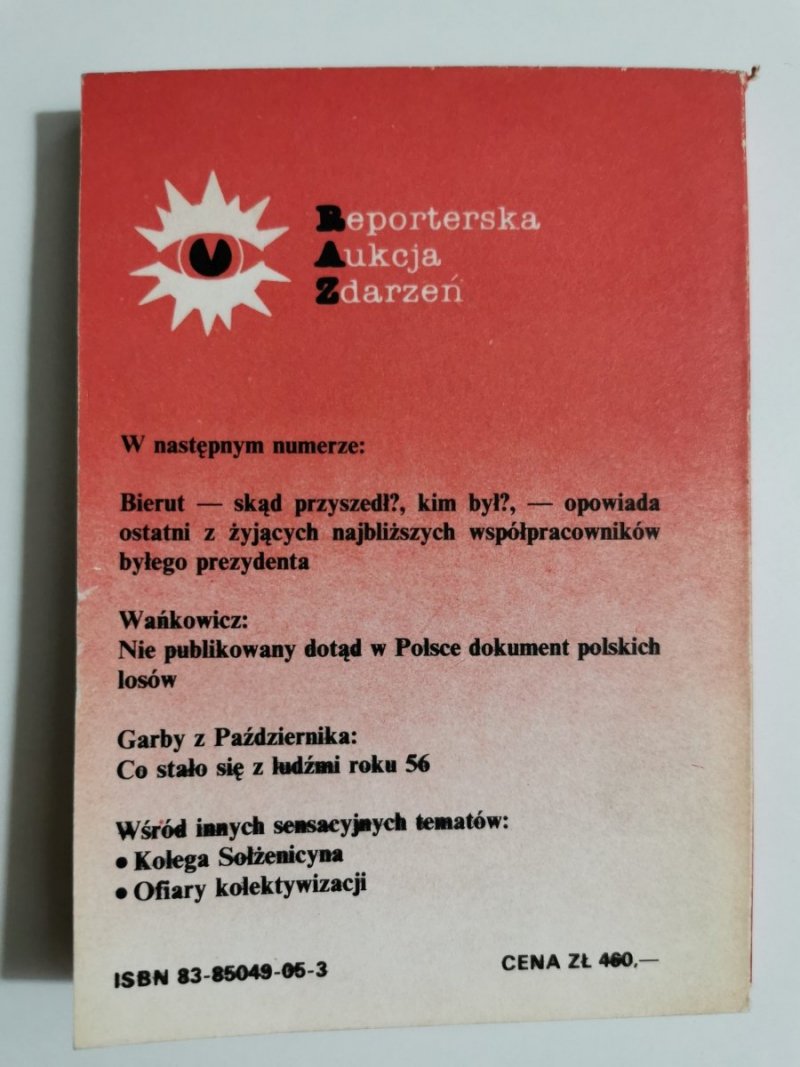 Reporterska
Aukcja
Zdarzeń
W następnym numerze:
Bierut — skąd przyszedł?, kim był?, — opowiada
ostatni z żyjących najbliższych współpracowników
byłego prezydenta
Wańkowicz:
Nie publikowany dotąd w Polsce dokument polskich
losów
Garby z Października:
Co stało się z ludźmi roku 56
Wśród innych sensacyjnych tematów:
• Kolega Sołżenicyna
• Ofiary kolektywizacji
ISBN 83-85049-05-3
CENA ZŁ 460,—